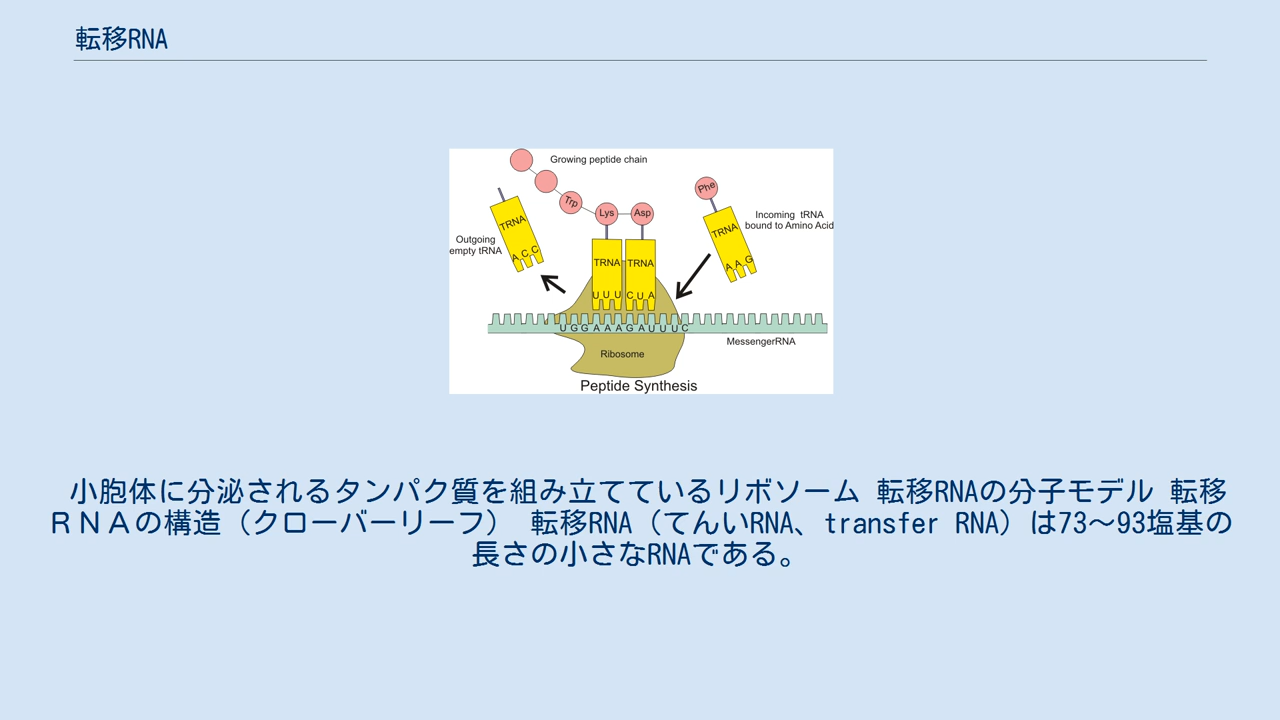 転移RNA
Growing peptide chain
Phe
Trp
Lys
Asp
TRNA
Incoming tRNA
bound to Amino Acid
TRNA
Outgoing
empty tRNA
A C C
TRNA
TRNA
A A G
U U U
C U A
U G G A A A G A U U U C
MessengerRNA
Ribosome
Peptide Synthesis
小胞体に分泌されるタンパク質を組み立てているリボソーム 転移RNAの分子モデル 転移
ＲＮＡの構造（クローバーリーフ） 転移RNA（てんいRNA、transfer RNA）は73～93塩基の
長さの小さなRNAである。